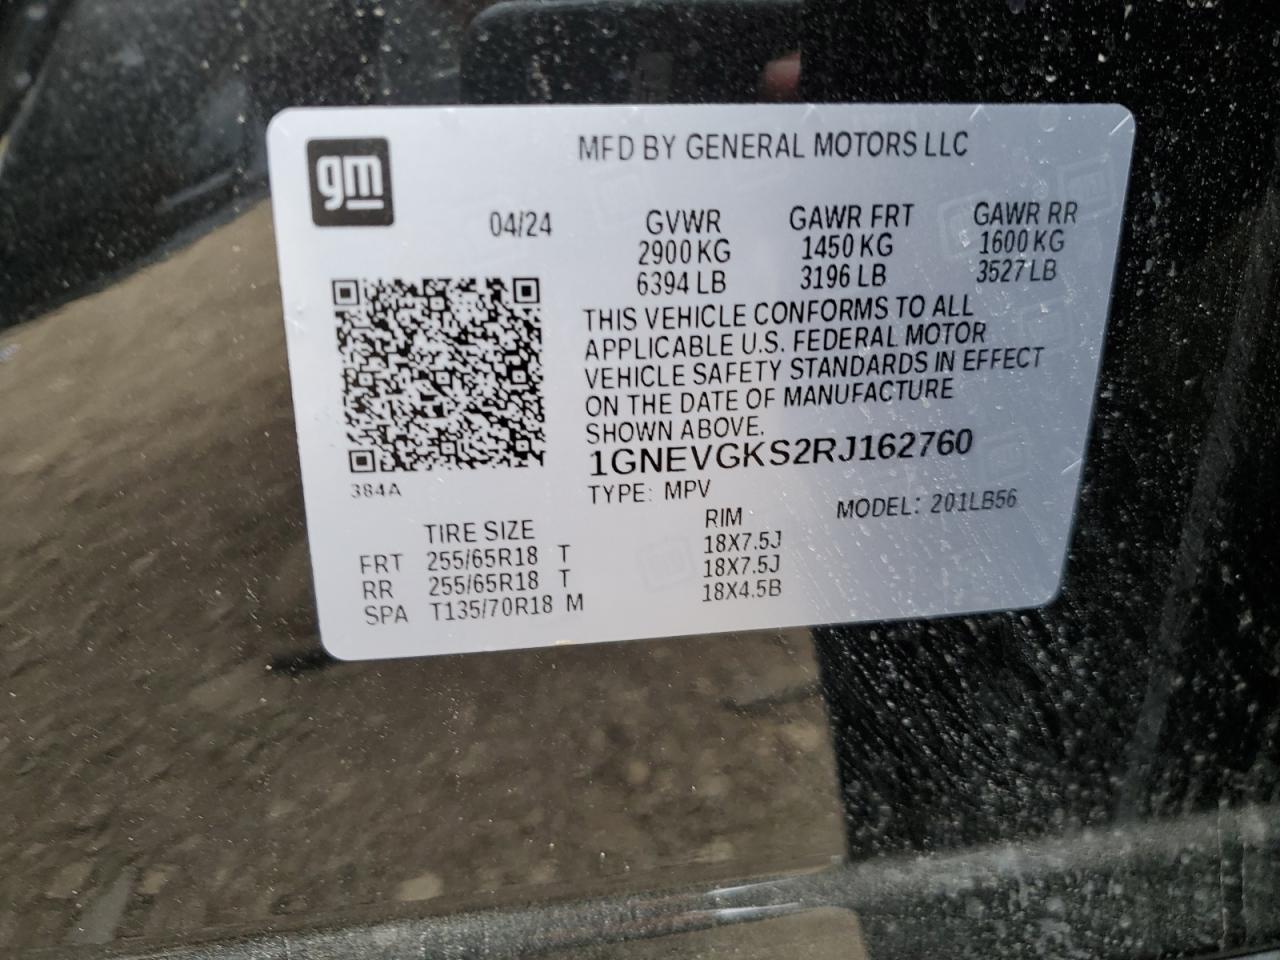 gm
MFD BY GENERAL MOTORS LLC
04/24 GVWR GAWR FRT GAWR RR
2900 KG 1450 KG 1600 KG
6394 LB 3196 LB 3527 LB
THIS VEHICLE CONFORMS TO ALL
APPLICABLE U.S. FEDERAL MOTOR
VEHICLE SAFETY STANDARDS IN EFFECT
ON THE DATE OF MANUFACTURE
SHOWN ABOVE.
1GNEVGKS2RJ162760
384A
TYPE: MPV MODEL: 201LB56
TIRE SIZE RIM
FRT 255/65R18 T 18X7.5J
RR 255/65R18 T 18X7.5J
SPA T135/70R18 M 18X4.5B